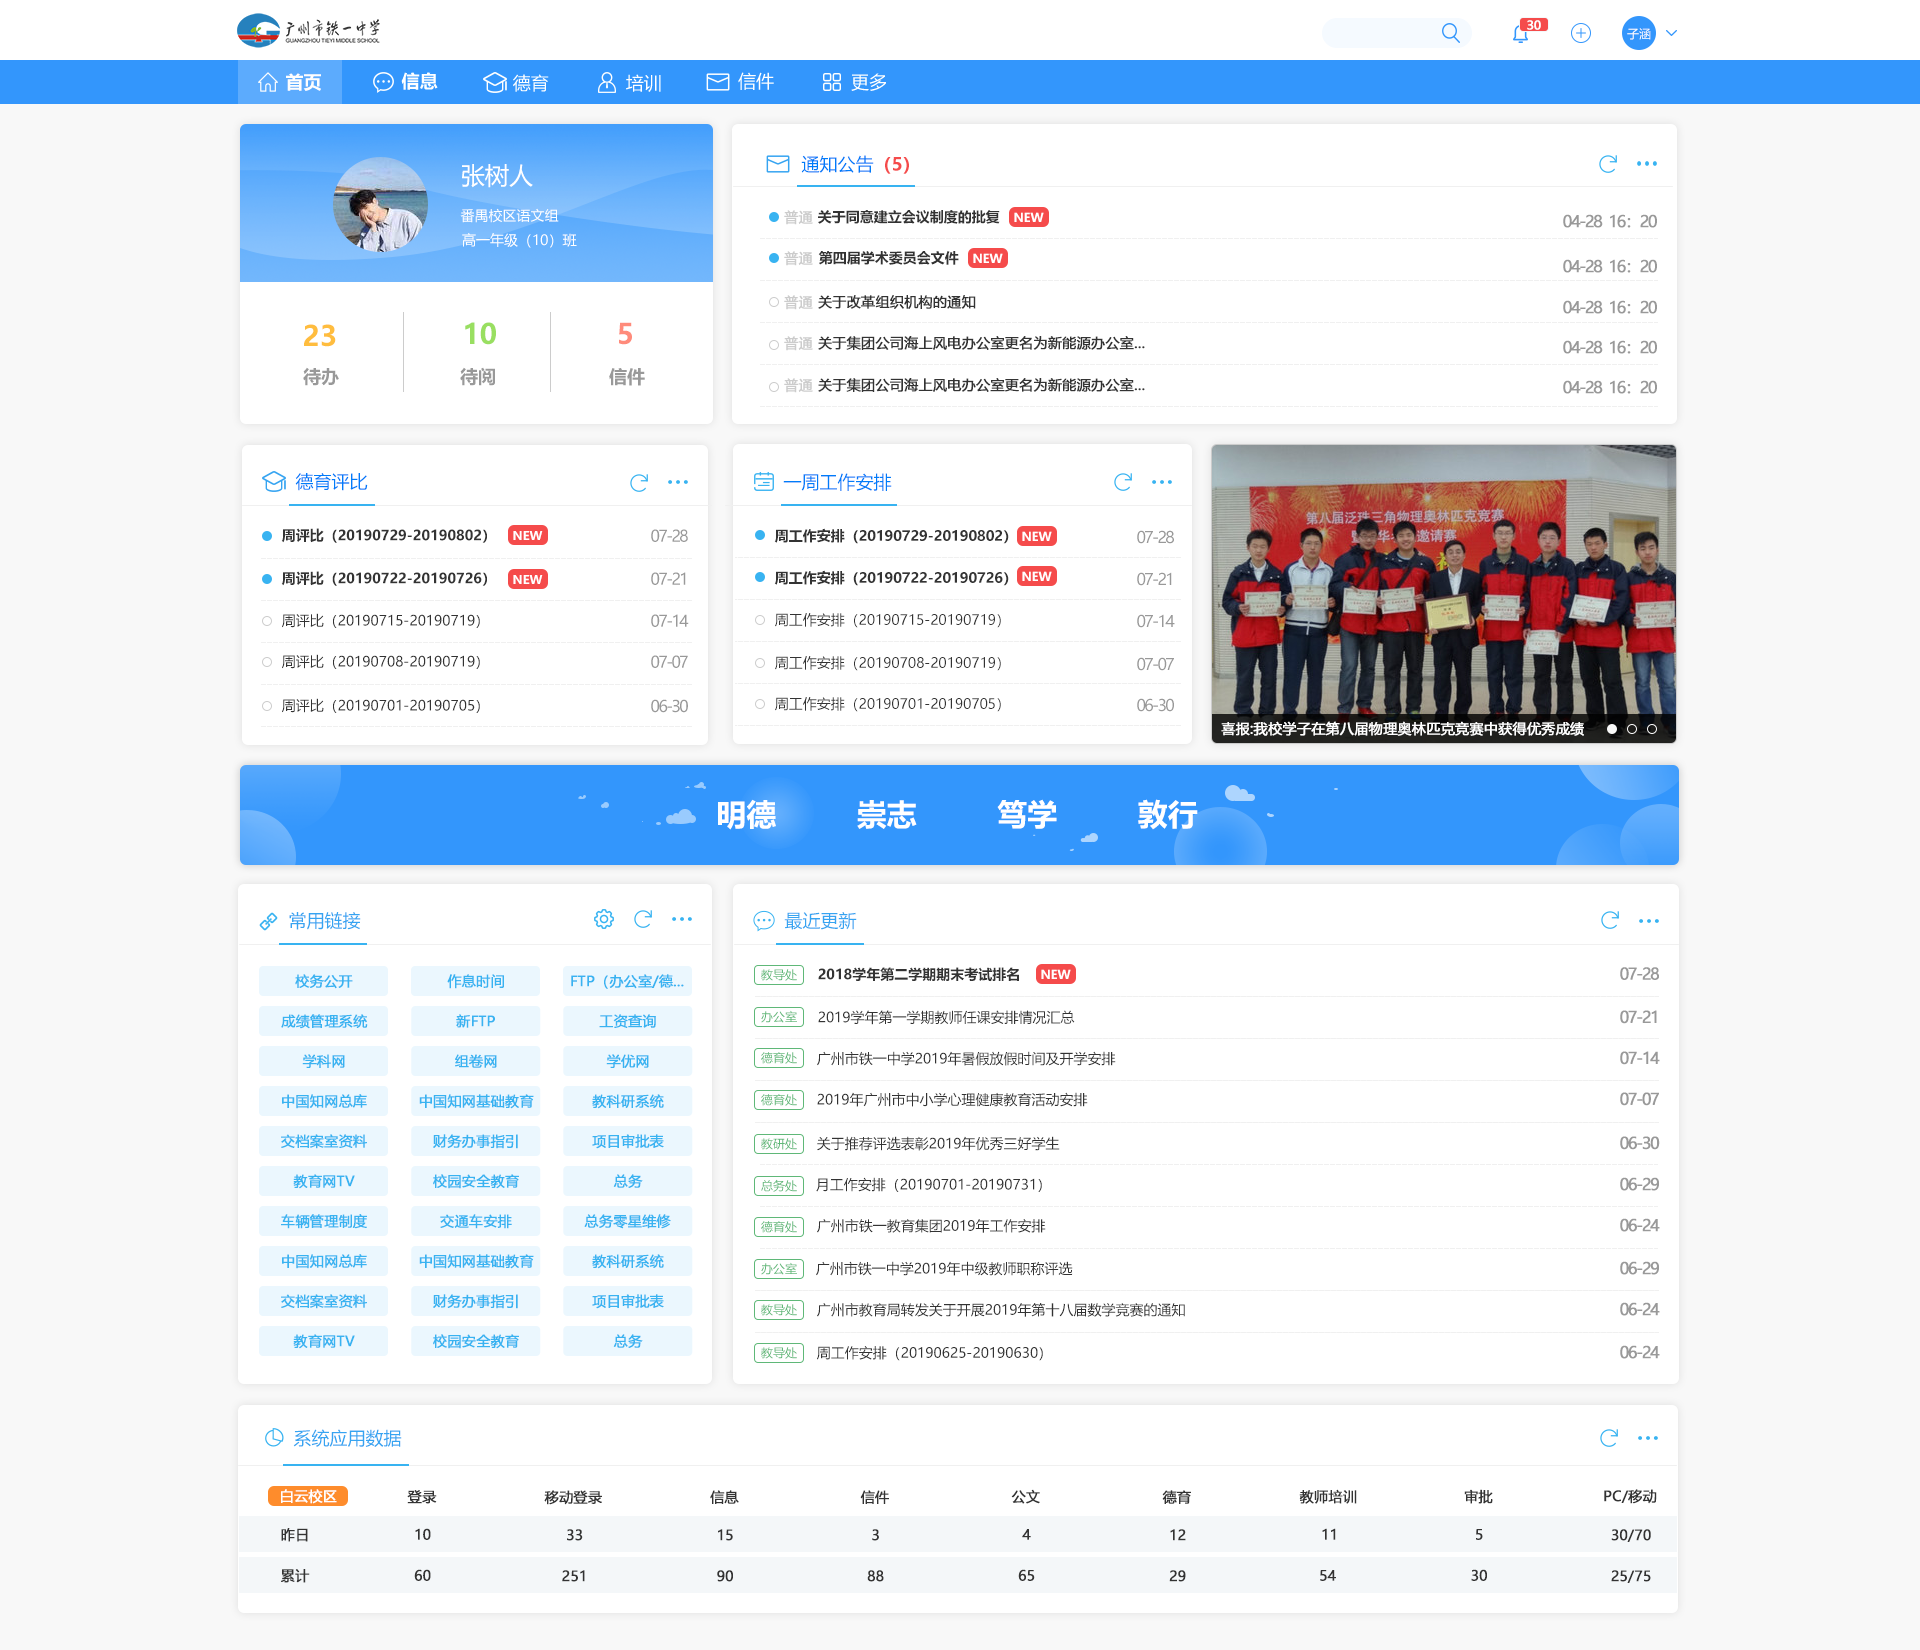 广州市铁一中学
GUANGZHOU TIEYI MIDDLE SCHOOL
30
子涵
首页
信息
德育
培训
信件
更多
张树人
番禺校区语文组
高一年级（10）班
23
待办
10
待阅
5
信件
通知公告（5）
普通 关于同意建立会议制度的批复 NEW 04-28 16：20
普通 第四届学术委员会文件 NEW 04-28 16：20
普通 关于改革组织机构的通知 04-28 16：20
普通 关于集团公司海上风电办公室更名为新能源办公室... 04-28 16：20
普通 关于集团公司海上风电办公室更名为新能源办公室... 04-28 16：20
德育评比
周评比（20190729-20190802） NEW 07-28
周评比（20190722-20190726） NEW 07-21
周评比（20190715-20190719） 07-14
周评比（20190708-20190719） 07-07
周评比（20190701-20190705） 06-30
一周工作安排
周工作安排（20190729-20190802） NEW 07-28
周工作安排（20190722-20190726） NEW 07-21
周工作安排（20190715-20190719） 07-14
周工作安排（20190708-20190719） 07-07
周工作安排（20190701-20190705） 06-30
第八届泛珠三角物理奥林匹克竞赛
邀请赛
喜报:我校学子在第八届物理奥林匹克竞赛中获得优秀成绩
明德 崇志 笃学 敦行
常用链接
校务公开 作息时间 FTP（办公室/德...
成绩管理系统 新FTP 工资查询
学科网 组卷网 学优网
中国知网总库 中国知网基础教育 教科研系统
交档案室资料 财务办事指引 项目审批表
教育网TV 校园安全教育 总务
车辆管理制度 交通车安排 总务零星维修
中国知网总库 中国知网基础教育 教科研系统
交档案室资料 财务办事指引 项目审批表
教育网TV 校园安全教育 总务
最近更新
教导处 2018学年第二学期期末考试排名 NEW 07-28
办公室 2019学年第一学期教师任课安排情况汇总 07-21
德育处 广州市铁一中学2019年暑假放假时间及开学安排 07-14
德育处 2019年广州市中小学心理健康教育活动安排 07-07
教研处 关于推荐评选表彰2019年优秀三好学生 06-30
总务处 月工作安排（20190701-20190731） 06-29
德育处 广州市铁一教育集团2019年工作安排 06-24
办公室 广州市铁一中学2019年中级教师职称评选 06-29
教导处 广州市教育局转发关于开展2019年第十八届数学竞赛的通知 06-24
教导处 周工作安排（20190625-20190630） 06-24
系统应用数据
白云校区 登录 移动登录 信息 信件 公文 德育 教师培训 审批 PC/移动
昨日 10 33 15 3 4 12 11 5 30/70
累计 60 251 90 88 65 29 54 30 25/75